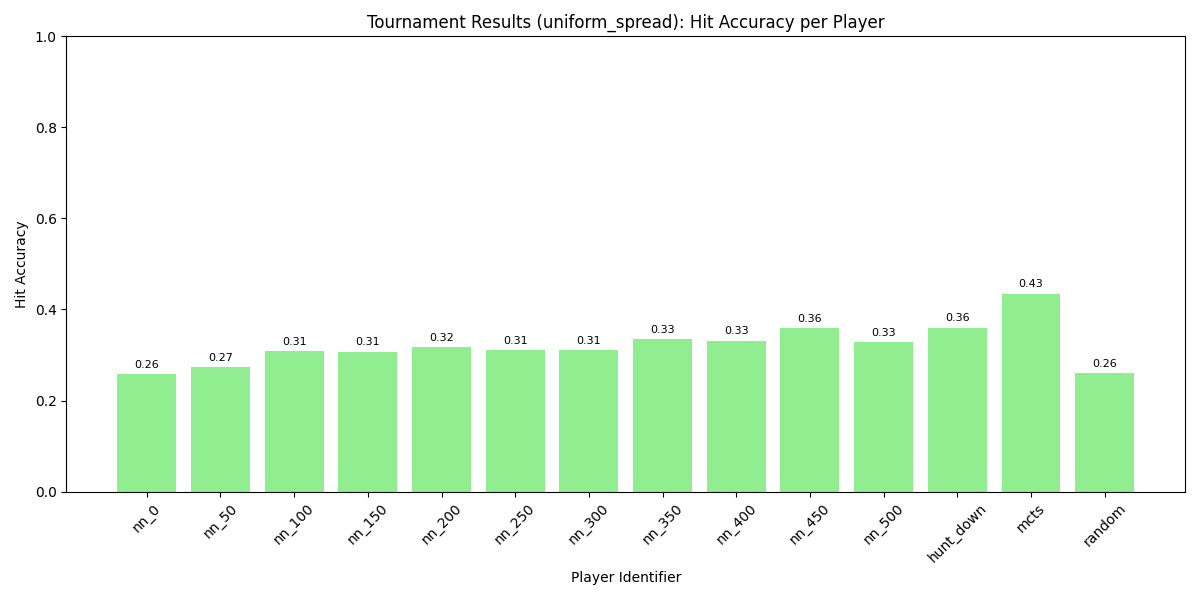 Tournament Results (uniform_spread): Hit Accuracy per Player
Hit Accuracy
1.0
0.8
0.6
0.4
0.2
0.0
0.26
0.27
0.31
0.31
0.32
0.31
0.31
0.33
0.33
0.36
0.33
0.36
0.43
0.26
nn_0
nn_50
nn_100
nn_150
nn_200
nn_250
nn_300
nn_350
nn_400
nn_450
nn_500
hunt_down
mcts
random
Player Identifier